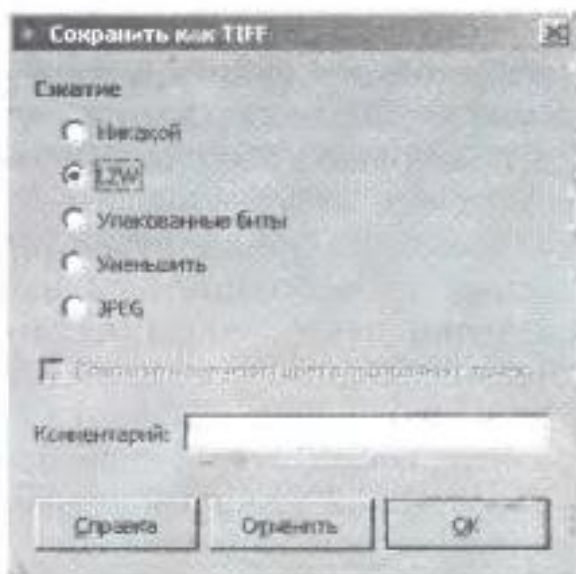 Сохранить как TIFF
Сжатие
Никакой
LZW
Упакованные биты
Уменьшить
JPEG
Комментарий:
Справка
Отменить
OK